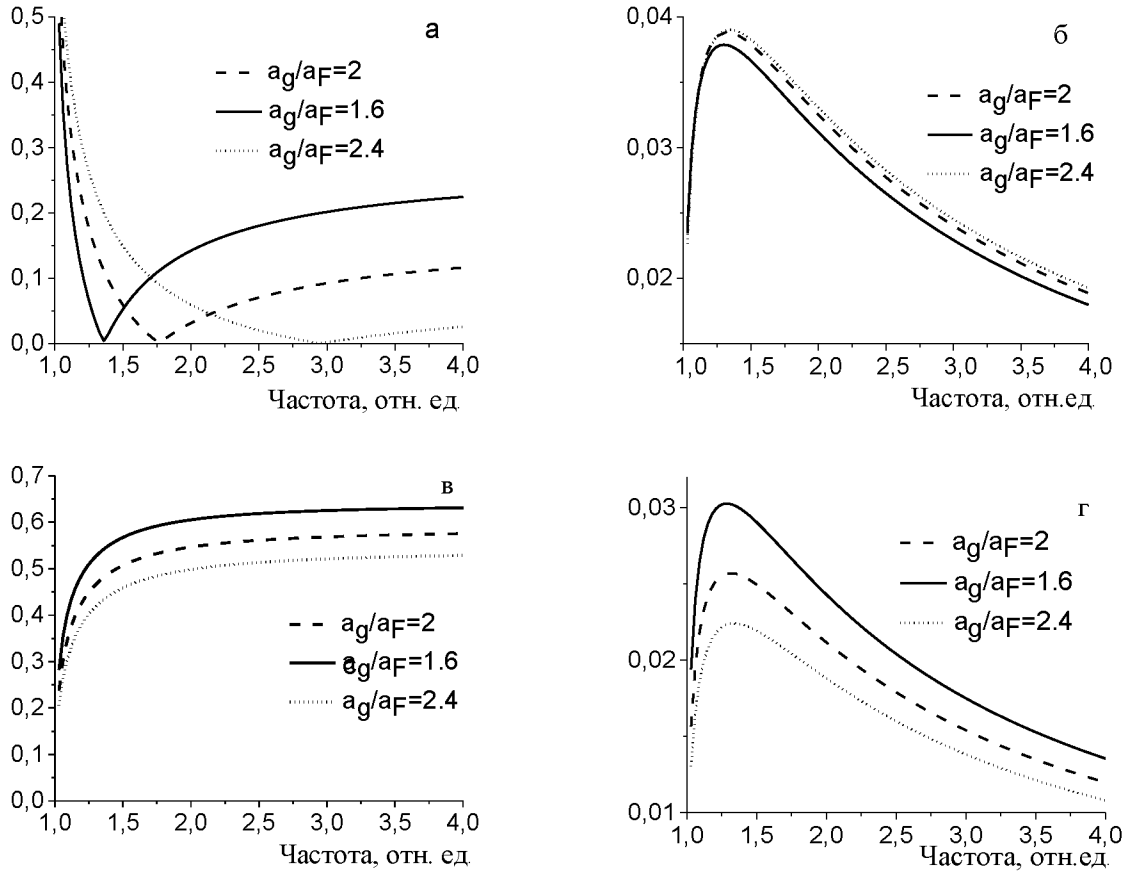 0,5
а
0,4
0,3
0,2
0,1
0,0
a_g/a_F=2
a_g/a_F=1.6
a_g/a_F=2.4
1,0 1,5 2,0 2,5 3,0 3,5 4,0
Частота, отн. ед.
0,04
б
0,03
0,02
a_g/a_F=2
a_g/a_F=1.6
a_g/a_F=2.4
1,0 1,5 2,0 2,5 3,0 3,5 4,0
Частота, отн.ед.
0,7
в
0,6
0,5
0,4
0,3
0,2
0,1
0,0
a_g/a_F=2
a_g/a_F=1.6
a_g/a_F=2.4
1,0 1,5 2,0 2,5 3,0 3,5 4,0
Частота, отн. ед.
0,03
г
0,02
0,01
a_g/a_F=2
a_g/a_F=1.6
a_g/a_F=2.4
1,0 1,5 2,0 2,5 3,0 3,5 4,0
Частота, отн.ед.